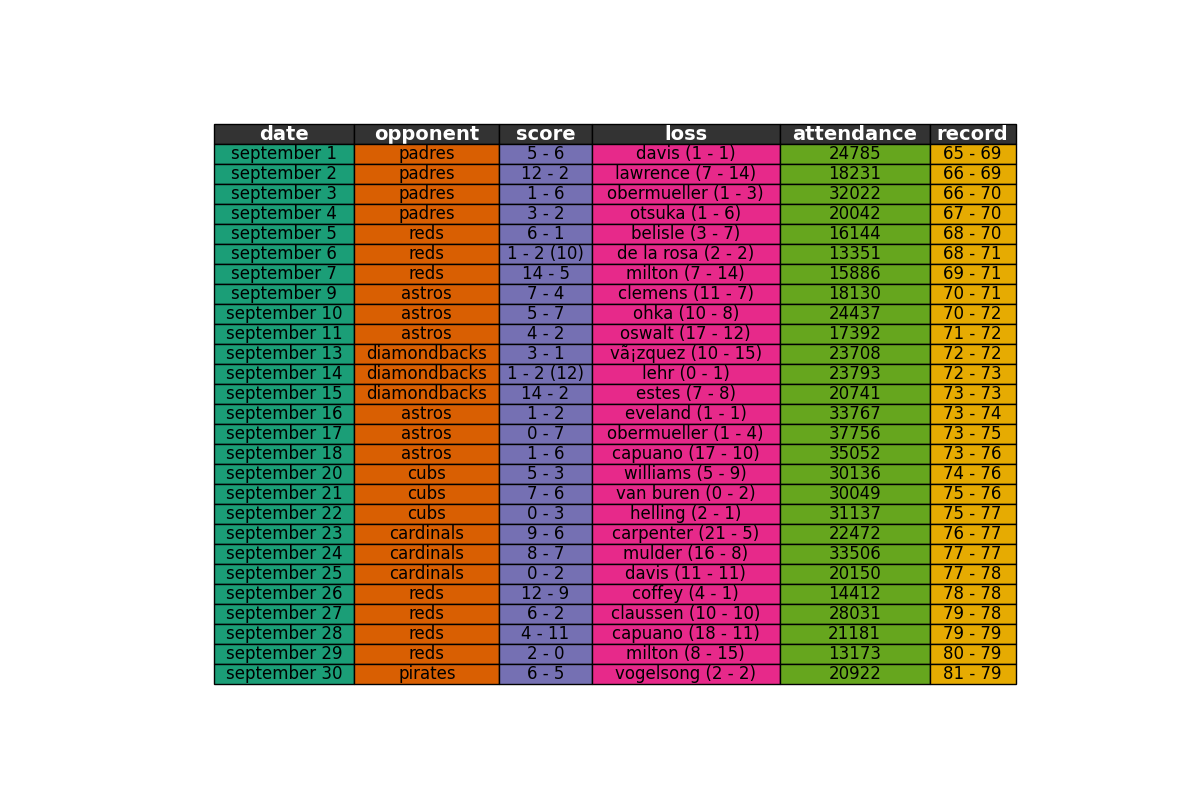 date opponent score loss attendance record
september 1 padres 5 - 6 davis (1 - 1) 24785 65 - 69
september 2 padres 12 - 2 lawrence (7 - 14) 18231 66 - 69
september 3 padres 1 - 6 obermueller (1 - 3) 32022 66 - 70
september 4 padres 3 - 2 otsuka (1 - 6) 20042 67 - 70
september 5 reds 6 - 1 belisle (3 - 7) 16144 68 - 70
september 6 reds 1 - 2 (10) de la rosa (2 - 2) 13351 68 - 71
september 7 reds 14 - 5 milton (7 - 14) 15886 69 - 71
september 9 astros 7 - 4 clemens (11 - 7) 18130 70 - 71
september 10 astros 5 - 7 ohka (10 - 8) 24437 70 - 72
september 11 astros 4 - 2 oswalt (17 - 12) 17392 71 - 72
september 13 diamondbacks 3 - 1 vã¡zquez (10 - 15) 23708 72 - 72
september 14 diamondbacks 1 - 2 (12) lehr (0 - 1) 23793 72 - 73
september 15 diamondbacks 14 - 2 estes (7 - 8) 20741 73 - 73
september 16 astros 1 - 2 eveland (1 - 1) 33767 73 - 74
september 17 astros 0 - 7 obermueller (1 - 4) 37756 73 - 75
september 18 astros 1 - 6 capuano (17 - 10) 35052 73 - 76
september 20 cubs 5 - 3 williams (5 - 9) 30136 74 - 76
september 21 cubs 7 - 6 van buren (0 - 2) 30049 75 - 76
september 22 cubs 0 - 3 helling (2 - 1) 31137 75 - 77
september 23 cardinals 9 - 6 carpenter (21 - 5) 22472 76 - 77
september 24 cardinals 8 - 7 mulder (16 - 8) 33506 77 - 77
september 25 cardinals 0 - 2 davis (11 - 11) 20150 77 - 78
september 26 reds 12 - 9 coffey (4 - 1) 14412 78 - 78
september 27 reds 6 - 2 claussen (10 - 10) 28031 79 - 78
september 28 reds 4 - 11 capuano (18 - 11) 21181 79 - 79
september 29 reds 2 - 0 milton (8 - 15) 13173 80 - 79
september 30 pirates 6 - 5 vogelsong (2 - 2) 20922 81 - 79